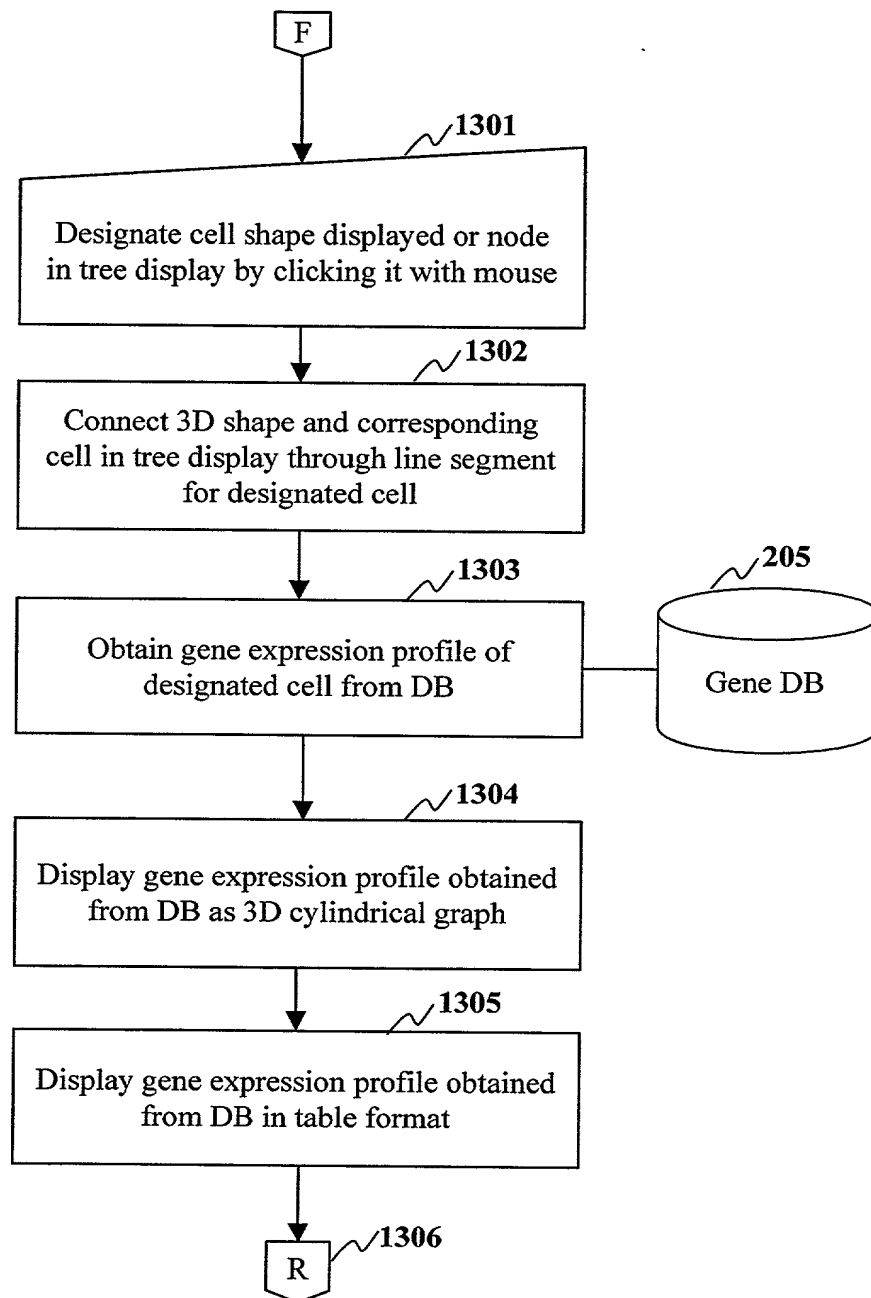 F
1301
Designate cell shape displayed or node
in tree display by clicking it with mouse
1302
Connect 3D shape and corresponding
cell in tree display through line segment
for designated cell
1303
205
Obtain gene expression profile of
designated cell from DB
Gene DB
1304
Display gene expression profile obtained
from DB as 3D cylindrical graph
1305
Display gene expression profile obtained
from DB in table format
1306
R